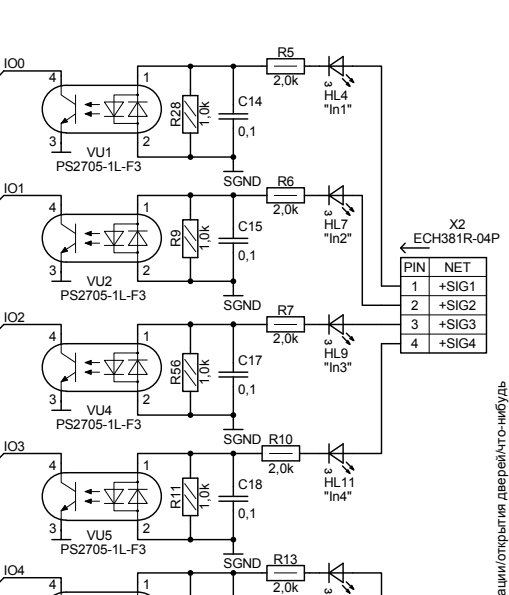 IO0
4
1
3
2
VU1
PS2705-1L-F3
R28
1,0k
C14
0,1
SGND
R5
2,0k
з
HL4
"In1"
IO1
4
1
3
2
VU2
PS2705-1L-F3
R9
1,0k
C15
0,1
SGND
R6
2,0k
з
HL7
"In2"
X2
ECH381R-04P
PIN NET
1 +SIG1
2 +SIG2
3 +SIG3
4 +SIG4
IO2
4
1
3
2
VU4
PS2705-1L-F3
R56
1,0k
C17
0,1
SGND
R7
2,0k
з
HL9
"In3"
IO3
4
1
3
2
VU5
PS2705-1L-F3
R11
1,0k
C18
0,1
SGND
R10
2,0k
з
HL11
"In4"
IO4
4
1
R13
2,0k
з
ации/открытия дверей/что-нибудь